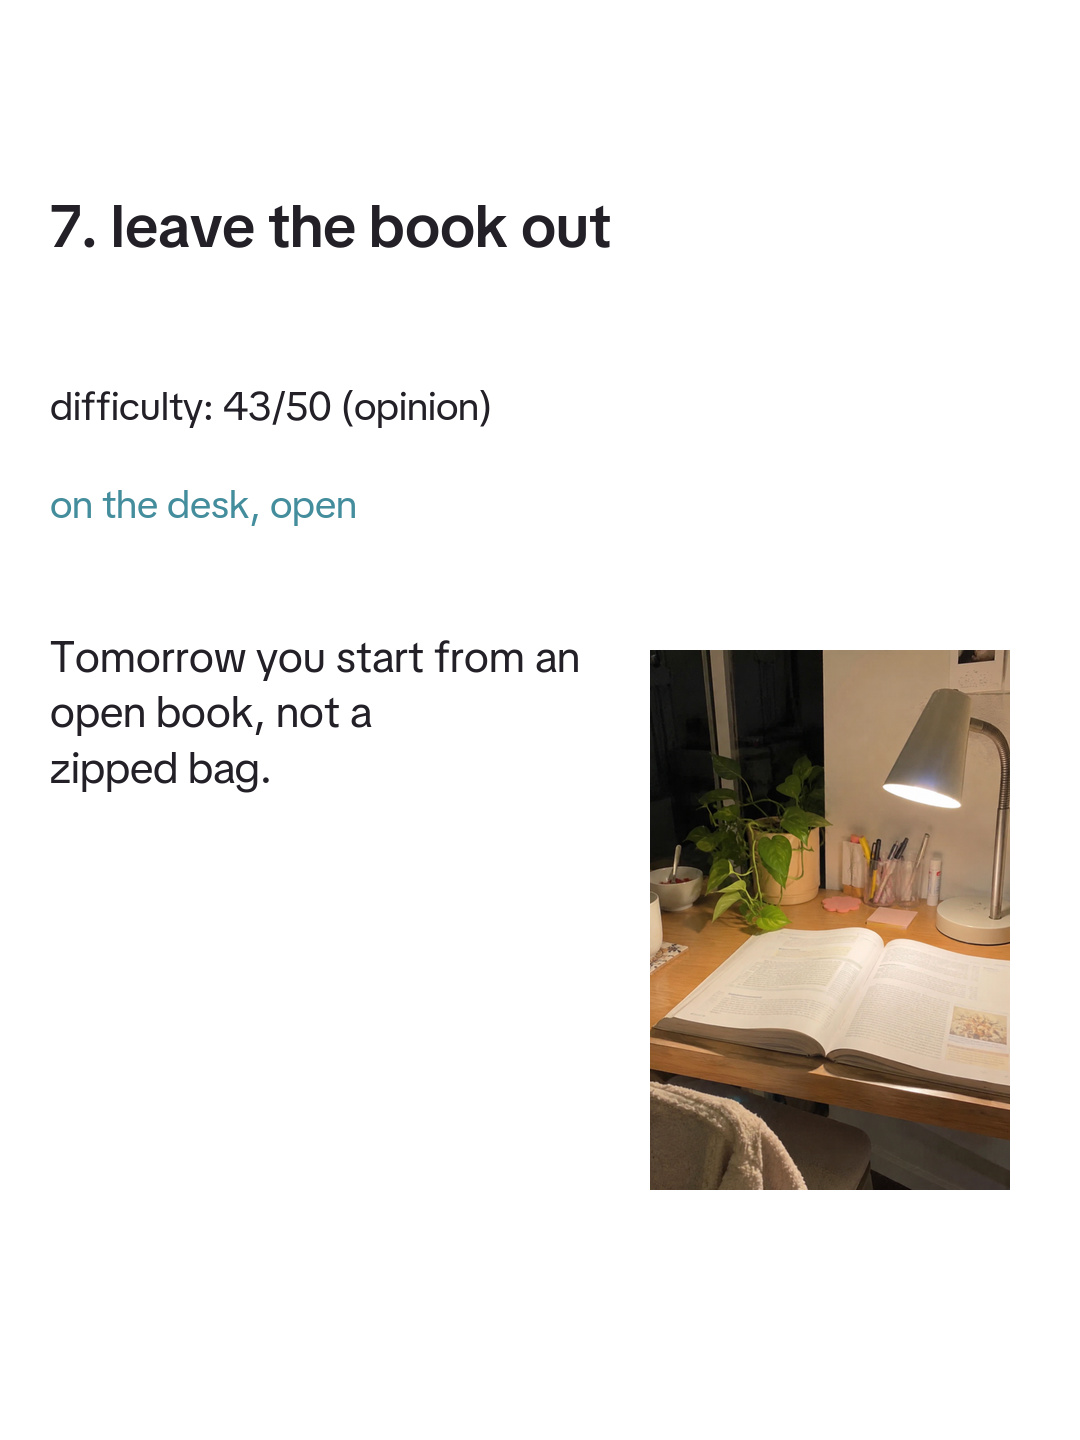 7. leave the book out
difficulty: 43/50 (opinion)
on the desk, open
Tomorrow you start from an
open book, not a
zipped bag.